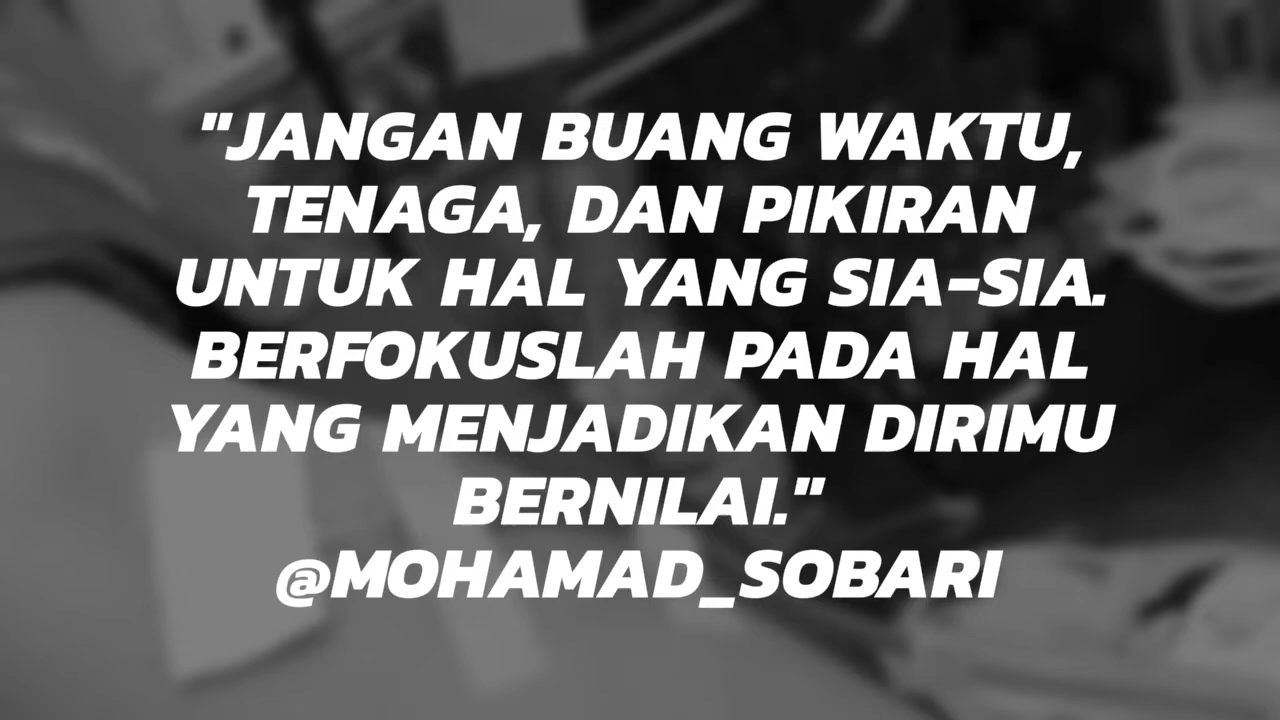 "JANGAN BUANG WAKTU,
TENAGA, DAN PIKIRAN
UNTUK HAL YANG SIA-SIA.
BERFOKUSLAH PADA HAL
YANG MENJADIKAN DIRIMU
BERNILAI."
@MOHAMAD_SOBARI